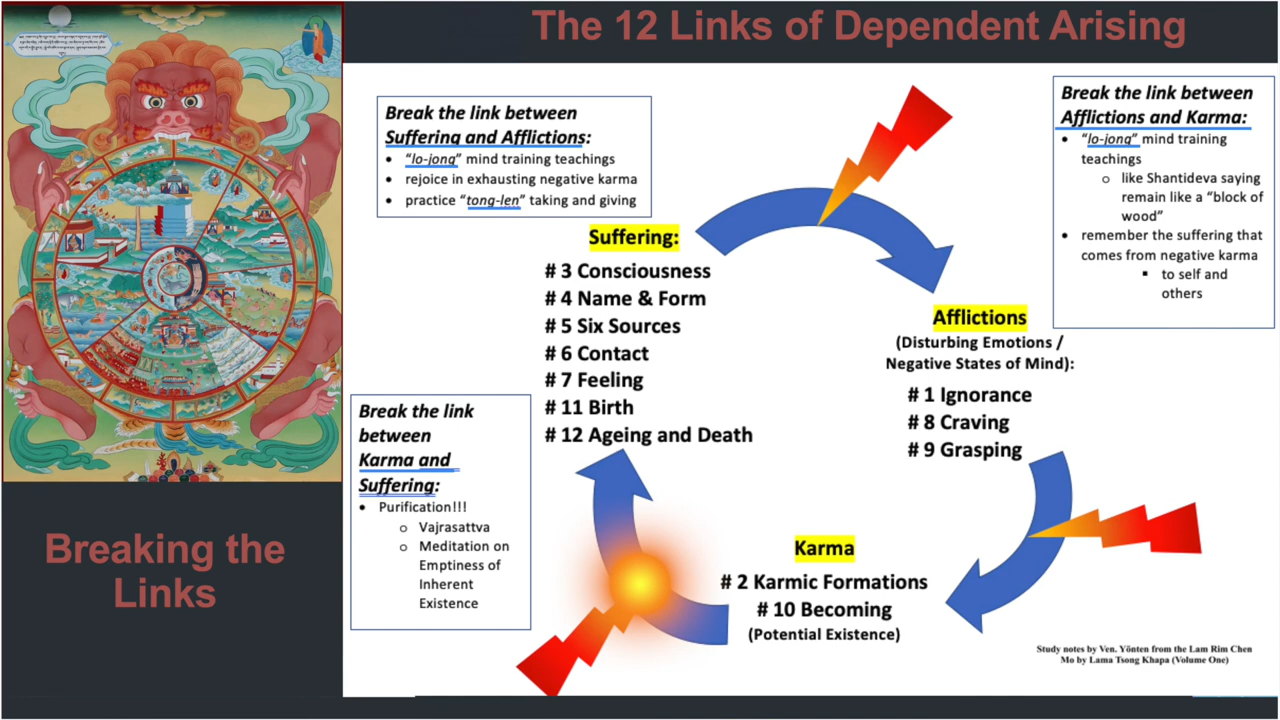 The 12 Links of Dependent Arising
Break the link between
Suffering and Afflictions:
• “lo-jong” mind training teachings
• rejoice in exhausting negative karma
• practice “tong-len” taking and giving
Break the link between
Afflictions and Karma:
• “lo-jong” mind training
teachings
o like Shantideva saying
remain like a “block of
wood”
• remember the suffering that
comes from negative karma
▪ to self and
others
Suffering:
# 3 Consciousness
# 4 Name & Form
# 5 Six Sources
# 6 Contact
# 7 Feeling
# 11 Birth
# 12 Ageing and Death
Afflictions
(Disturbing Emotions /
Negative States of Mind):
# 1 Ignorance
# 8 Craving
# 9 Grasping
Break the link
between
Karma and
Suffering:
• Purification!!!
o Vajrasattva
o Meditation on
Emptiness of
Inherent
Existence
Karma
# 2 Karmic Formations
# 10 Becoming
(Potential Existence)
Breaking the
Links
Study notes by Ven. Yönten from the Lam Rim Chen
Mo by Lama Tsong Khapa (Volume One)